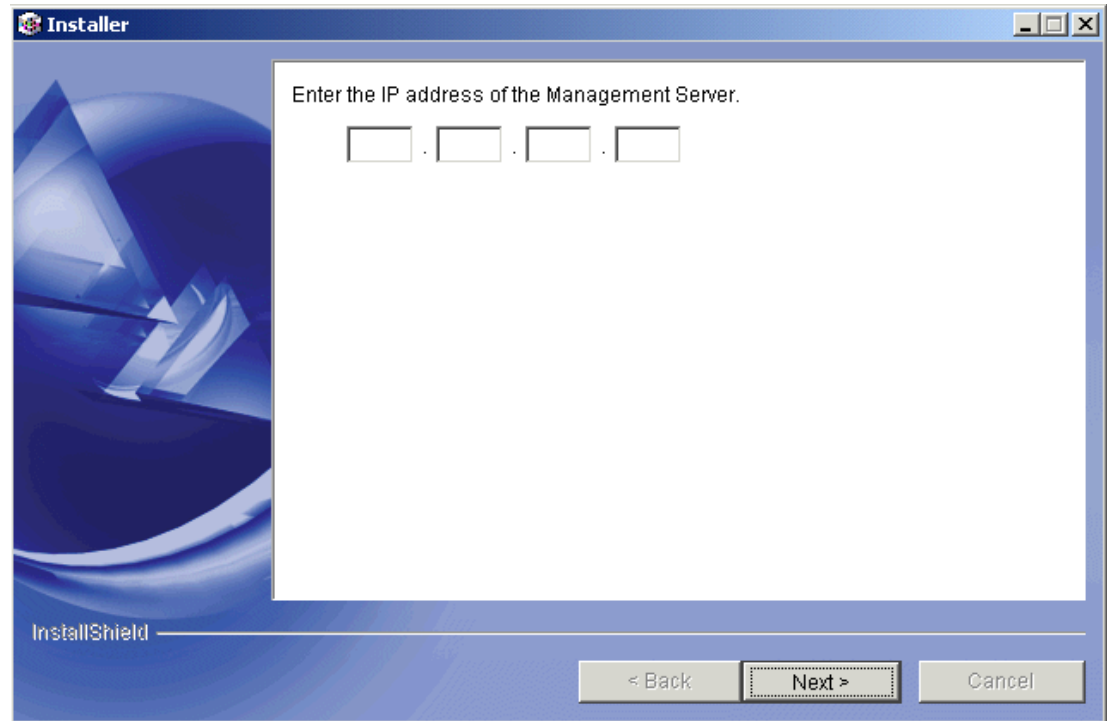 Installer
Enter the IP address of the Management Server.
. . .
InstallShield
< Back Next > Cancel